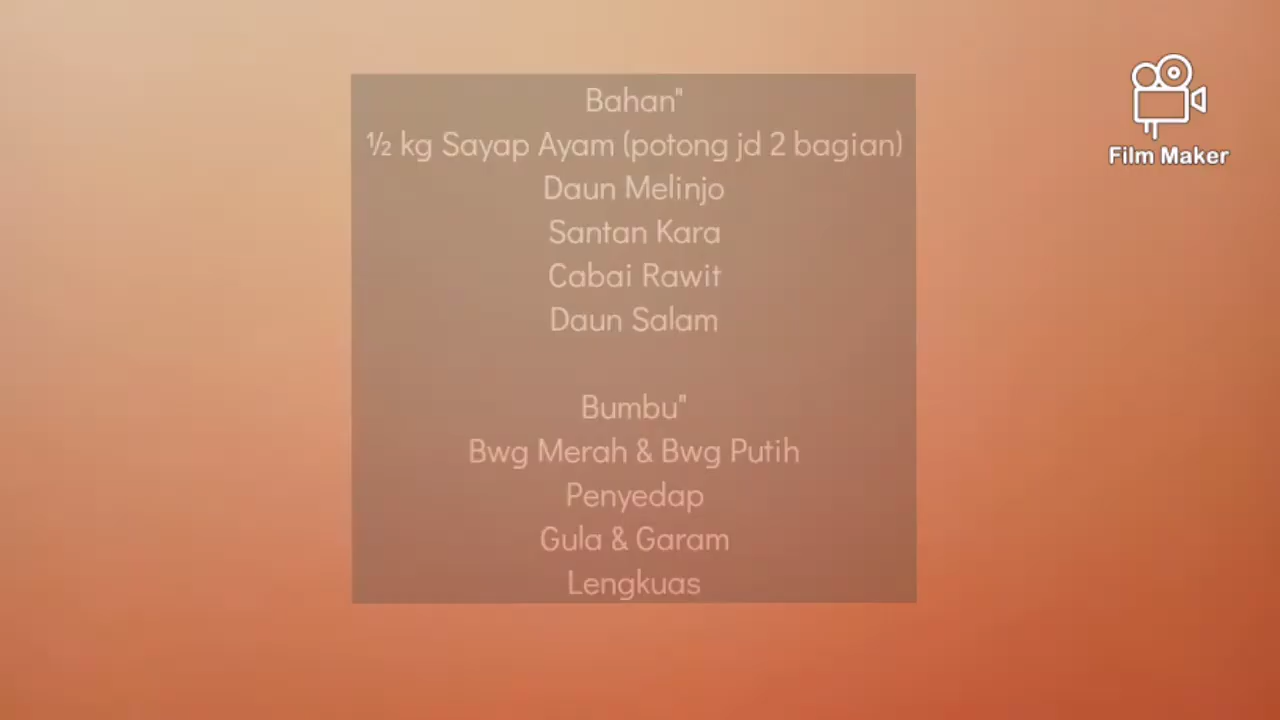 Bahan"
½ kg Sayap Ayam (potong jd 2 bagian)
Daun Melinjo
Santan Kara
Cabai Rawit
Daun Salam
Bumbu"
Bwg Merah & Bwg Putih
Penyedap
Gula & Garam
Lengkuas
Film Maker